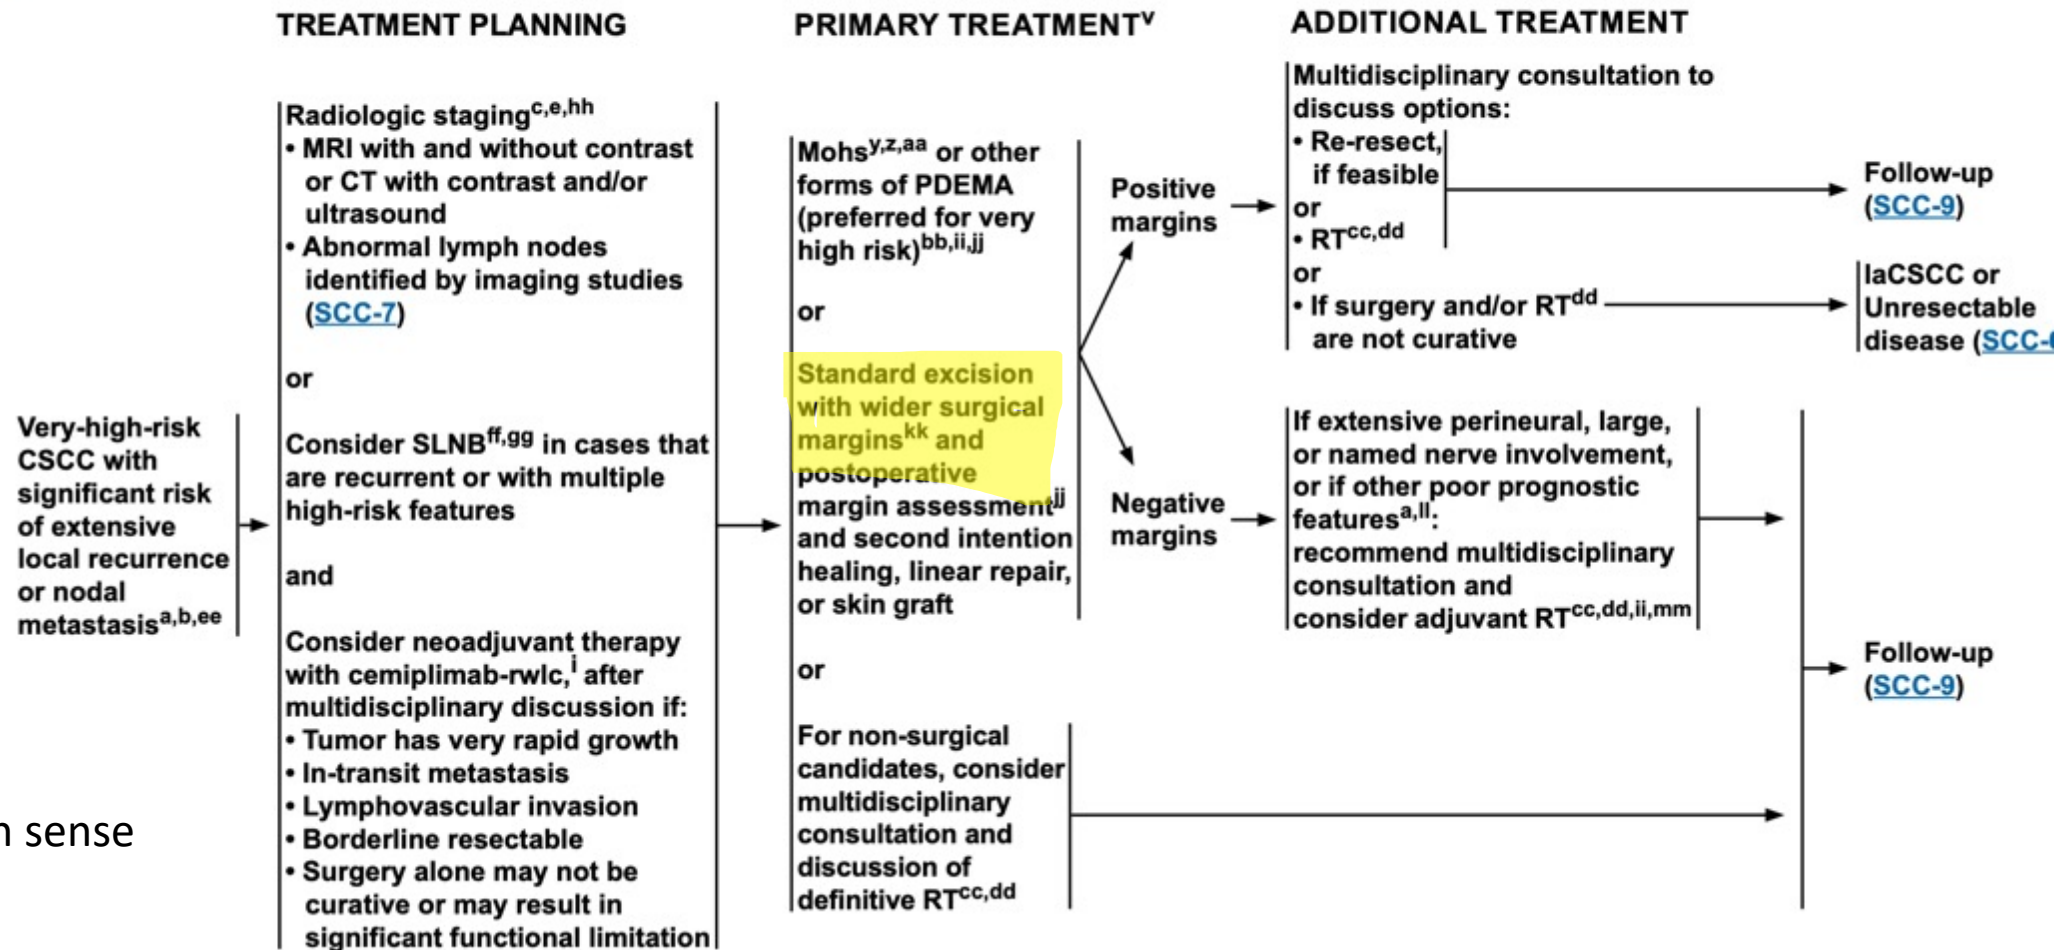 TREATMENT PLANNING
PRIMARY TREATMENTᵛ
ADDITIONAL TREATMENT
Very-high-risk
CSCC with
significant risk
of extensive
local recurrence
or nodal
metastasisa,b,ee
Radiologic stagingc,e,hh
• MRI with and without contrast
or CT with contrast and/or
ultrasound
• Abnormal lymph nodes
identified by imaging studies
(SCC-7)
or
Consider SLNBff,gg in cases that
are recurrent or with multiple
high-risk features
and
Consider neoadjuvant therapy
with cemiplimab-rwlc,i after
multidisciplinary discussion if:
• Tumor has very rapid growth
• In-transit metastasis
• Lymphovascular invasion
• Borderline resectable
• Surgery alone may not be
curative or may result in
significant functional limitation
Mohsy,z,aa or other
forms of PDEMA
(preferred for very
high risk)bb,ii,jj
or
Standard excision
with wider surgical
marginskk and
postoperative
margin assessmentjj
and second intention
healing, linear repair,
or skin graft
or
For non-surgical
candidates, consider
multidisciplinary
consultation and
discussion of
definitive RTcc,dd
Positive
margins
Negative
margins
Multidisciplinary consultation to
discuss options:
• Re-resect,
if feasible
or
• RTcc,dd
or
• If surgery and/or RTdd
are not curative
If extensive perineural, large,
or named nerve involvement,
or if other poor prognostic
featuresa,ll:
recommend multidisciplinary
consultation and
consider adjuvant RTcc,dd,ii,mm
Follow-up
(SCC-9)
laCSCC or
Unresectable
disease (SCC-
Follow-up
(SCC-9)
sense